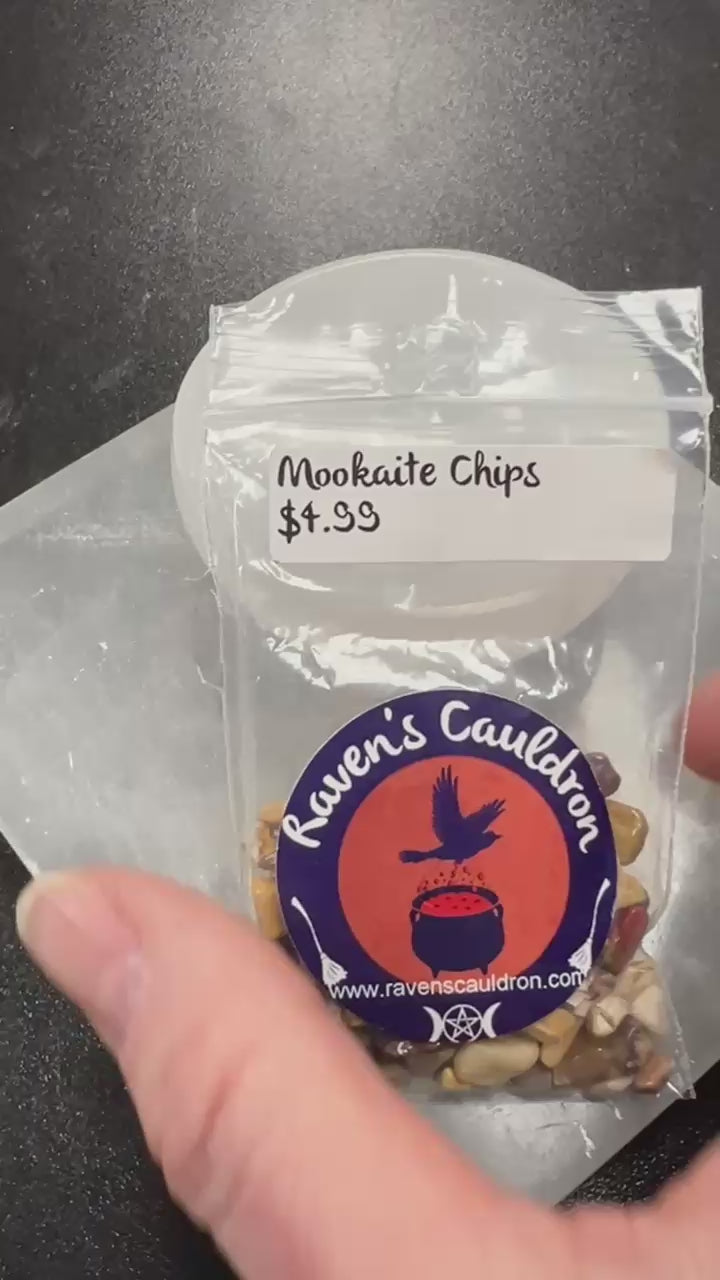 Mookaite Chips
$4.99
Raven's Cauldron
www.ravenscauldron.com